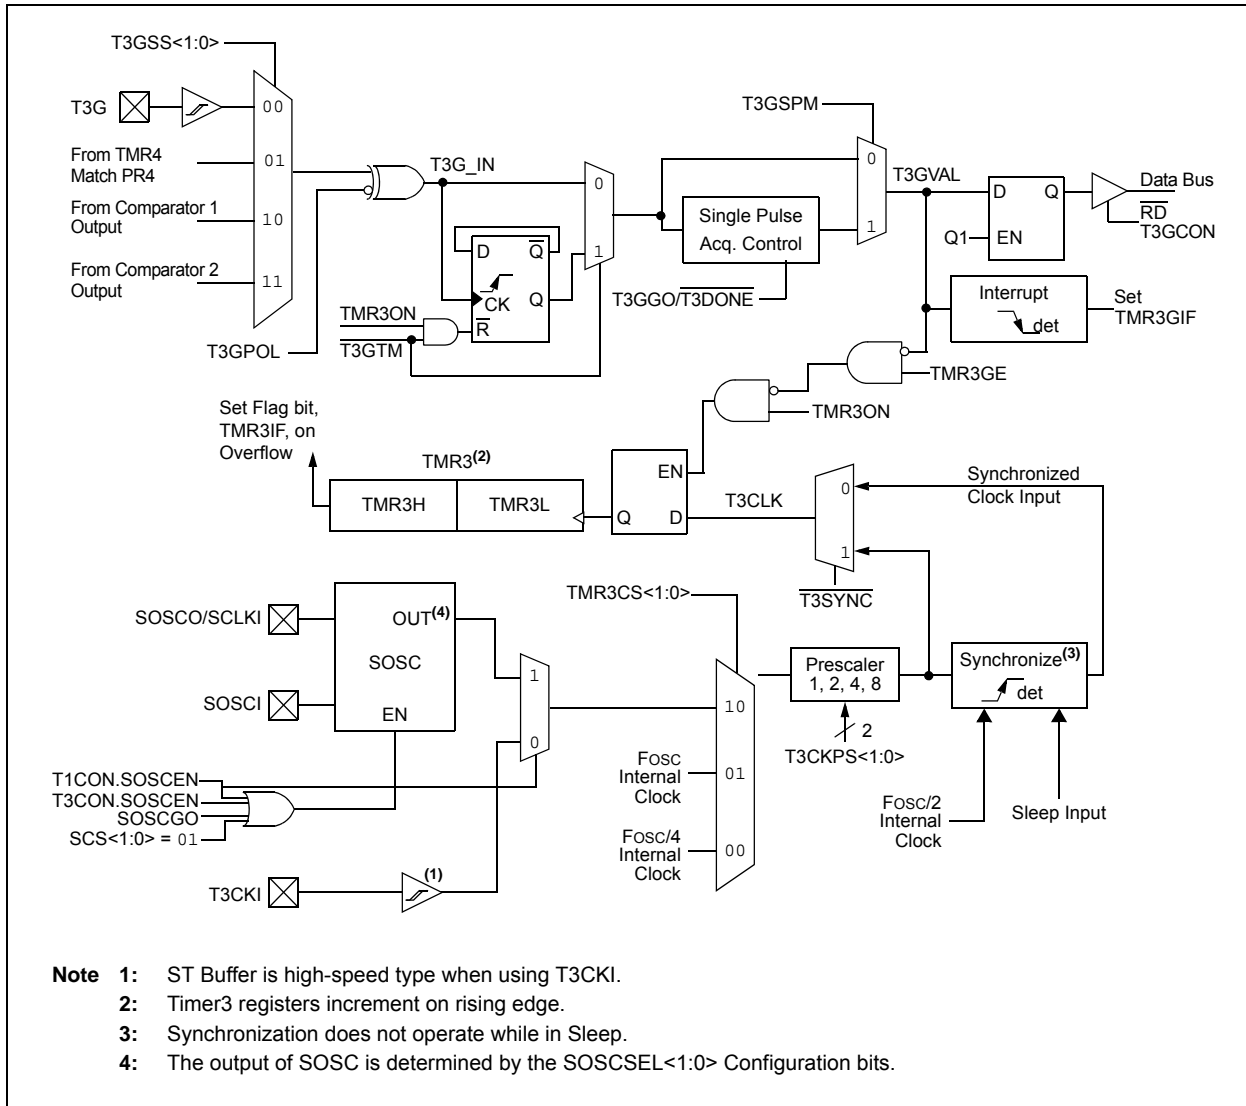 T3GSS<1:0>
T3G
00
From TMR4
Match PR4
01
From Comparator 1
Output
10
From Comparator 2
Output
11
T3GPOL
T3G_IN
0
1
D
Q
CK
Q
R
TMR3ON
T3GTM
T3GSPM
0
1
Single Pulse
Acq. Control
T3GGO/T3DONE
T3GVAL
D
Q
Q1
EN
Data Bus
RD
T3GCON
Interrupt
det
Set
TMR3GIF
TMR3GE
TMR3ON
Set Flag bit,
TMR3IF, on
Overflow
TMR3(2)
TMR3H
TMR3L
EN
Q
D
T3CLK
0
1
T3SYNC
Synchronized
Clock Input
SOSCO/SCLKI
OUT(4)
SOSC
SOSCI
EN
1
0
T1CON.SOSCEN
T3CON.SOSCEN
SOSCGO
SCS<1:0> = 01
T3CKI
(1)
TMR3CS<1:0>
10
FOSC
Internal
Clock
01
FOSC/4
Internal
Clock
00
Prescaler
1, 2, 4, 8
2
T3CKPS<1:0>
Synchronize(3)
det
FOSC/2
Internal
Clock
Sleep Input
Note 1: ST Buffer is high-speed type when using T3CKI.
2: Timer3 registers increment on rising edge.
3: Synchronization does not operate while in Sleep.
4: The output of SOSC is determined by the SOSCSEL<1:0> Configuration bits.